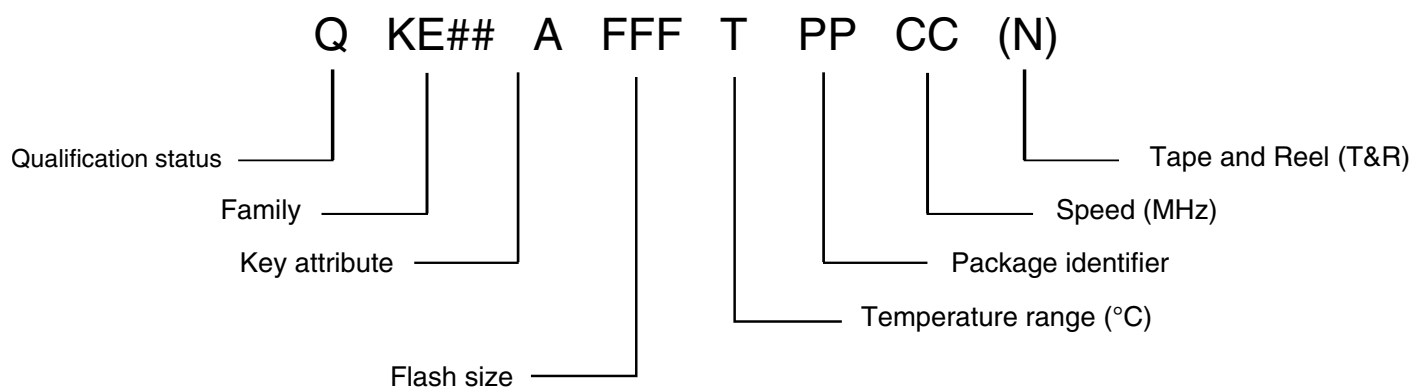 Q KE## A FFF T PP CC (N)
Qualification status
Tape and Reel (T&R)
Family
Speed (MHz)
Key attribute
Package identifier
Temperature range (°C)
Flash size